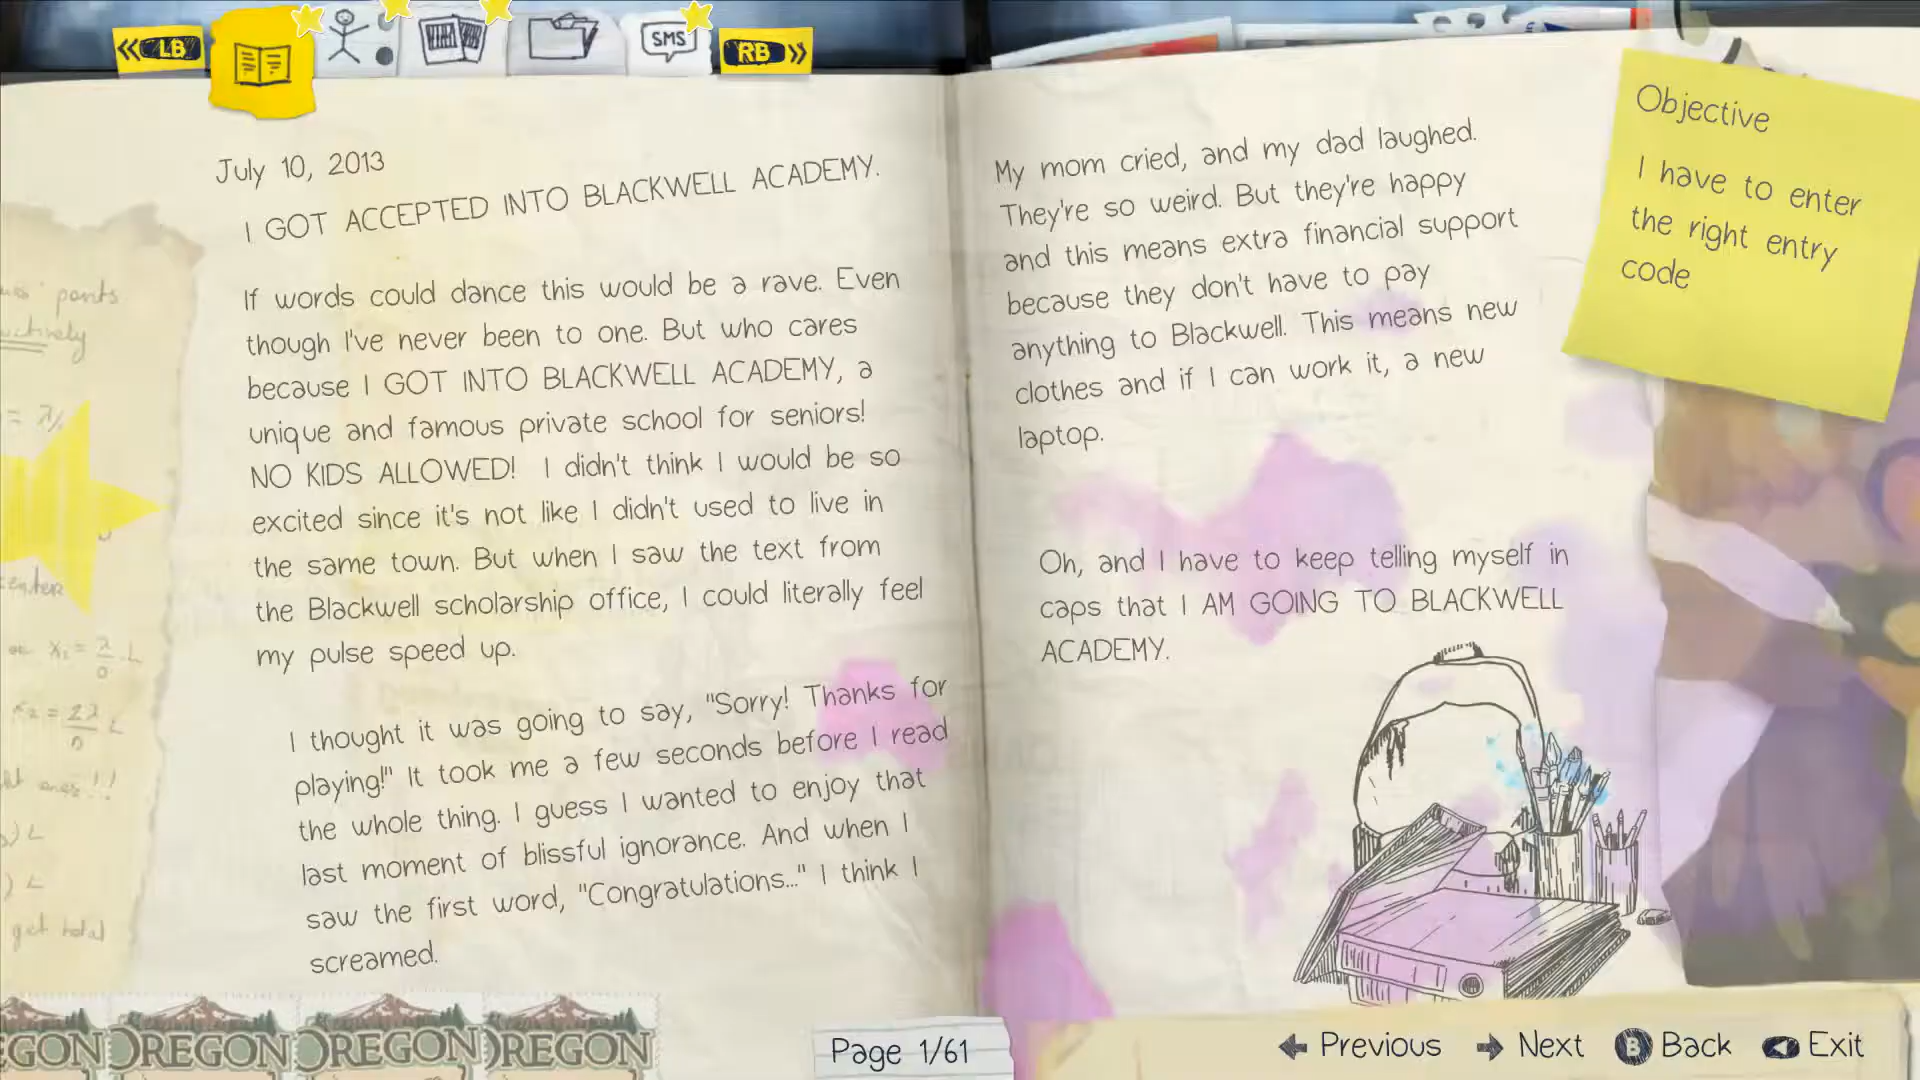 LB
SMS
RB
July 10, 2013
I GOT ACCEPTED INTO BLACKWELL ACADEMY.
If words could dance this would be a rave. Even
though I've never been to one. But who cares
because I GOT INTO BLACKWELL ACADEMY, a
unique and famous private school for seniors!
NO KIDS ALLOWED! I didn't think I would be so
excited since it's not like I didn't used to live in
the same town. But when I saw the text from
the Blackwell scholarship office, I could literally feel
my pulse speed up.
I thought it was going to say, "Sorry! Thanks for
playing!" It took me a few seconds before I read
the whole thing. I guess I wanted to enjoy that
last moment of blissful ignorance. And when I
saw the first word, "Congratulations..." I think I
screamed.
My mom cried, and my dad laughed.
They're so weird. But they're happy
and this means extra financial support
because they don't have to pay
anything to Blackwell. This means new
clothes and if I can work it, a new
laptop.
Oh, and I have to keep telling myself in
caps that I AM GOING TO BLACKWELL
ACADEMY.
Objective
I have to enter
the right entry
code
pants
get total
OREGON OREGON OREGON
Page 1/61
Previous Next B Back Exit